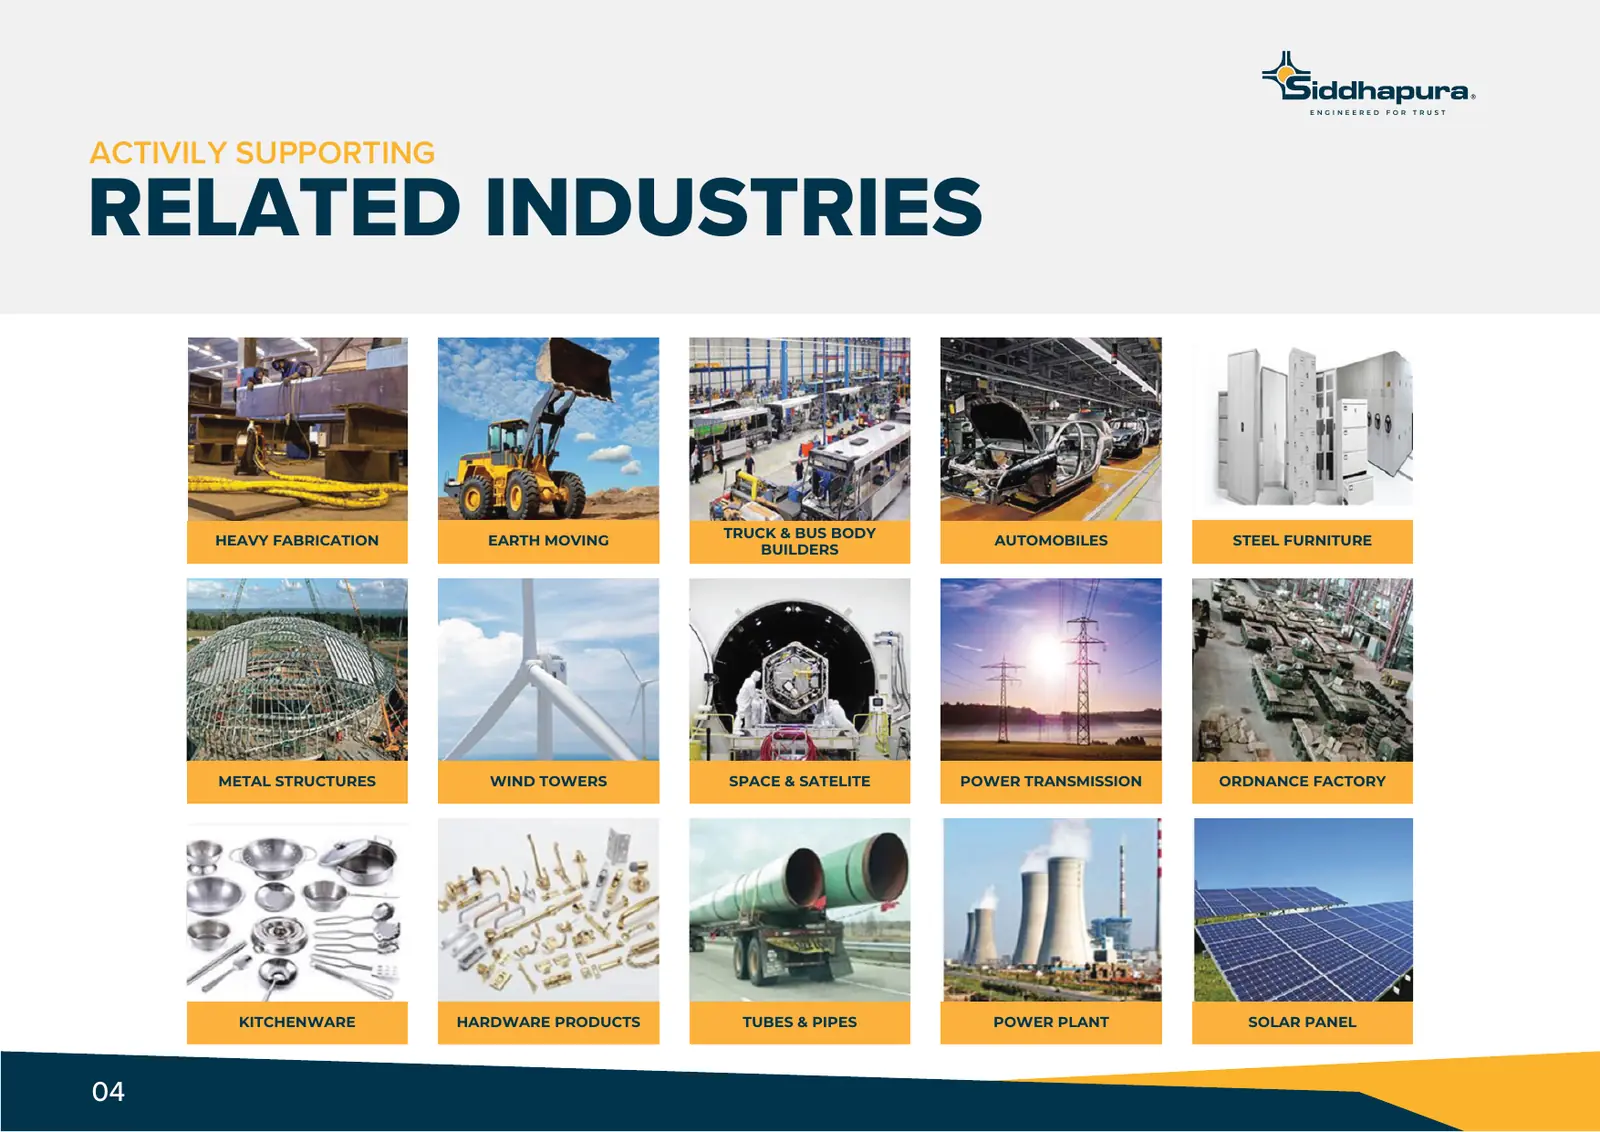 Siddhapura®
ENGINEERED FOR TRUST
ACTIVILY SUPPORTING
RELATED INDUSTRIES
HEAVY FABRICATION
EARTH MOVING
TRUCK & BUS BODY
BUILDERS
AUTOMOBILES
STEEL FURNITURE
METAL STRUCTURES
WIND TOWERS
SPACE & SATELITE
POWER TRANSMISSION
ORDNANCE FACTORY
KITCHENWARE
HARDWARE PRODUCTS
TUBES & PIPES
POWER PLANT
SOLAR PANEL
04